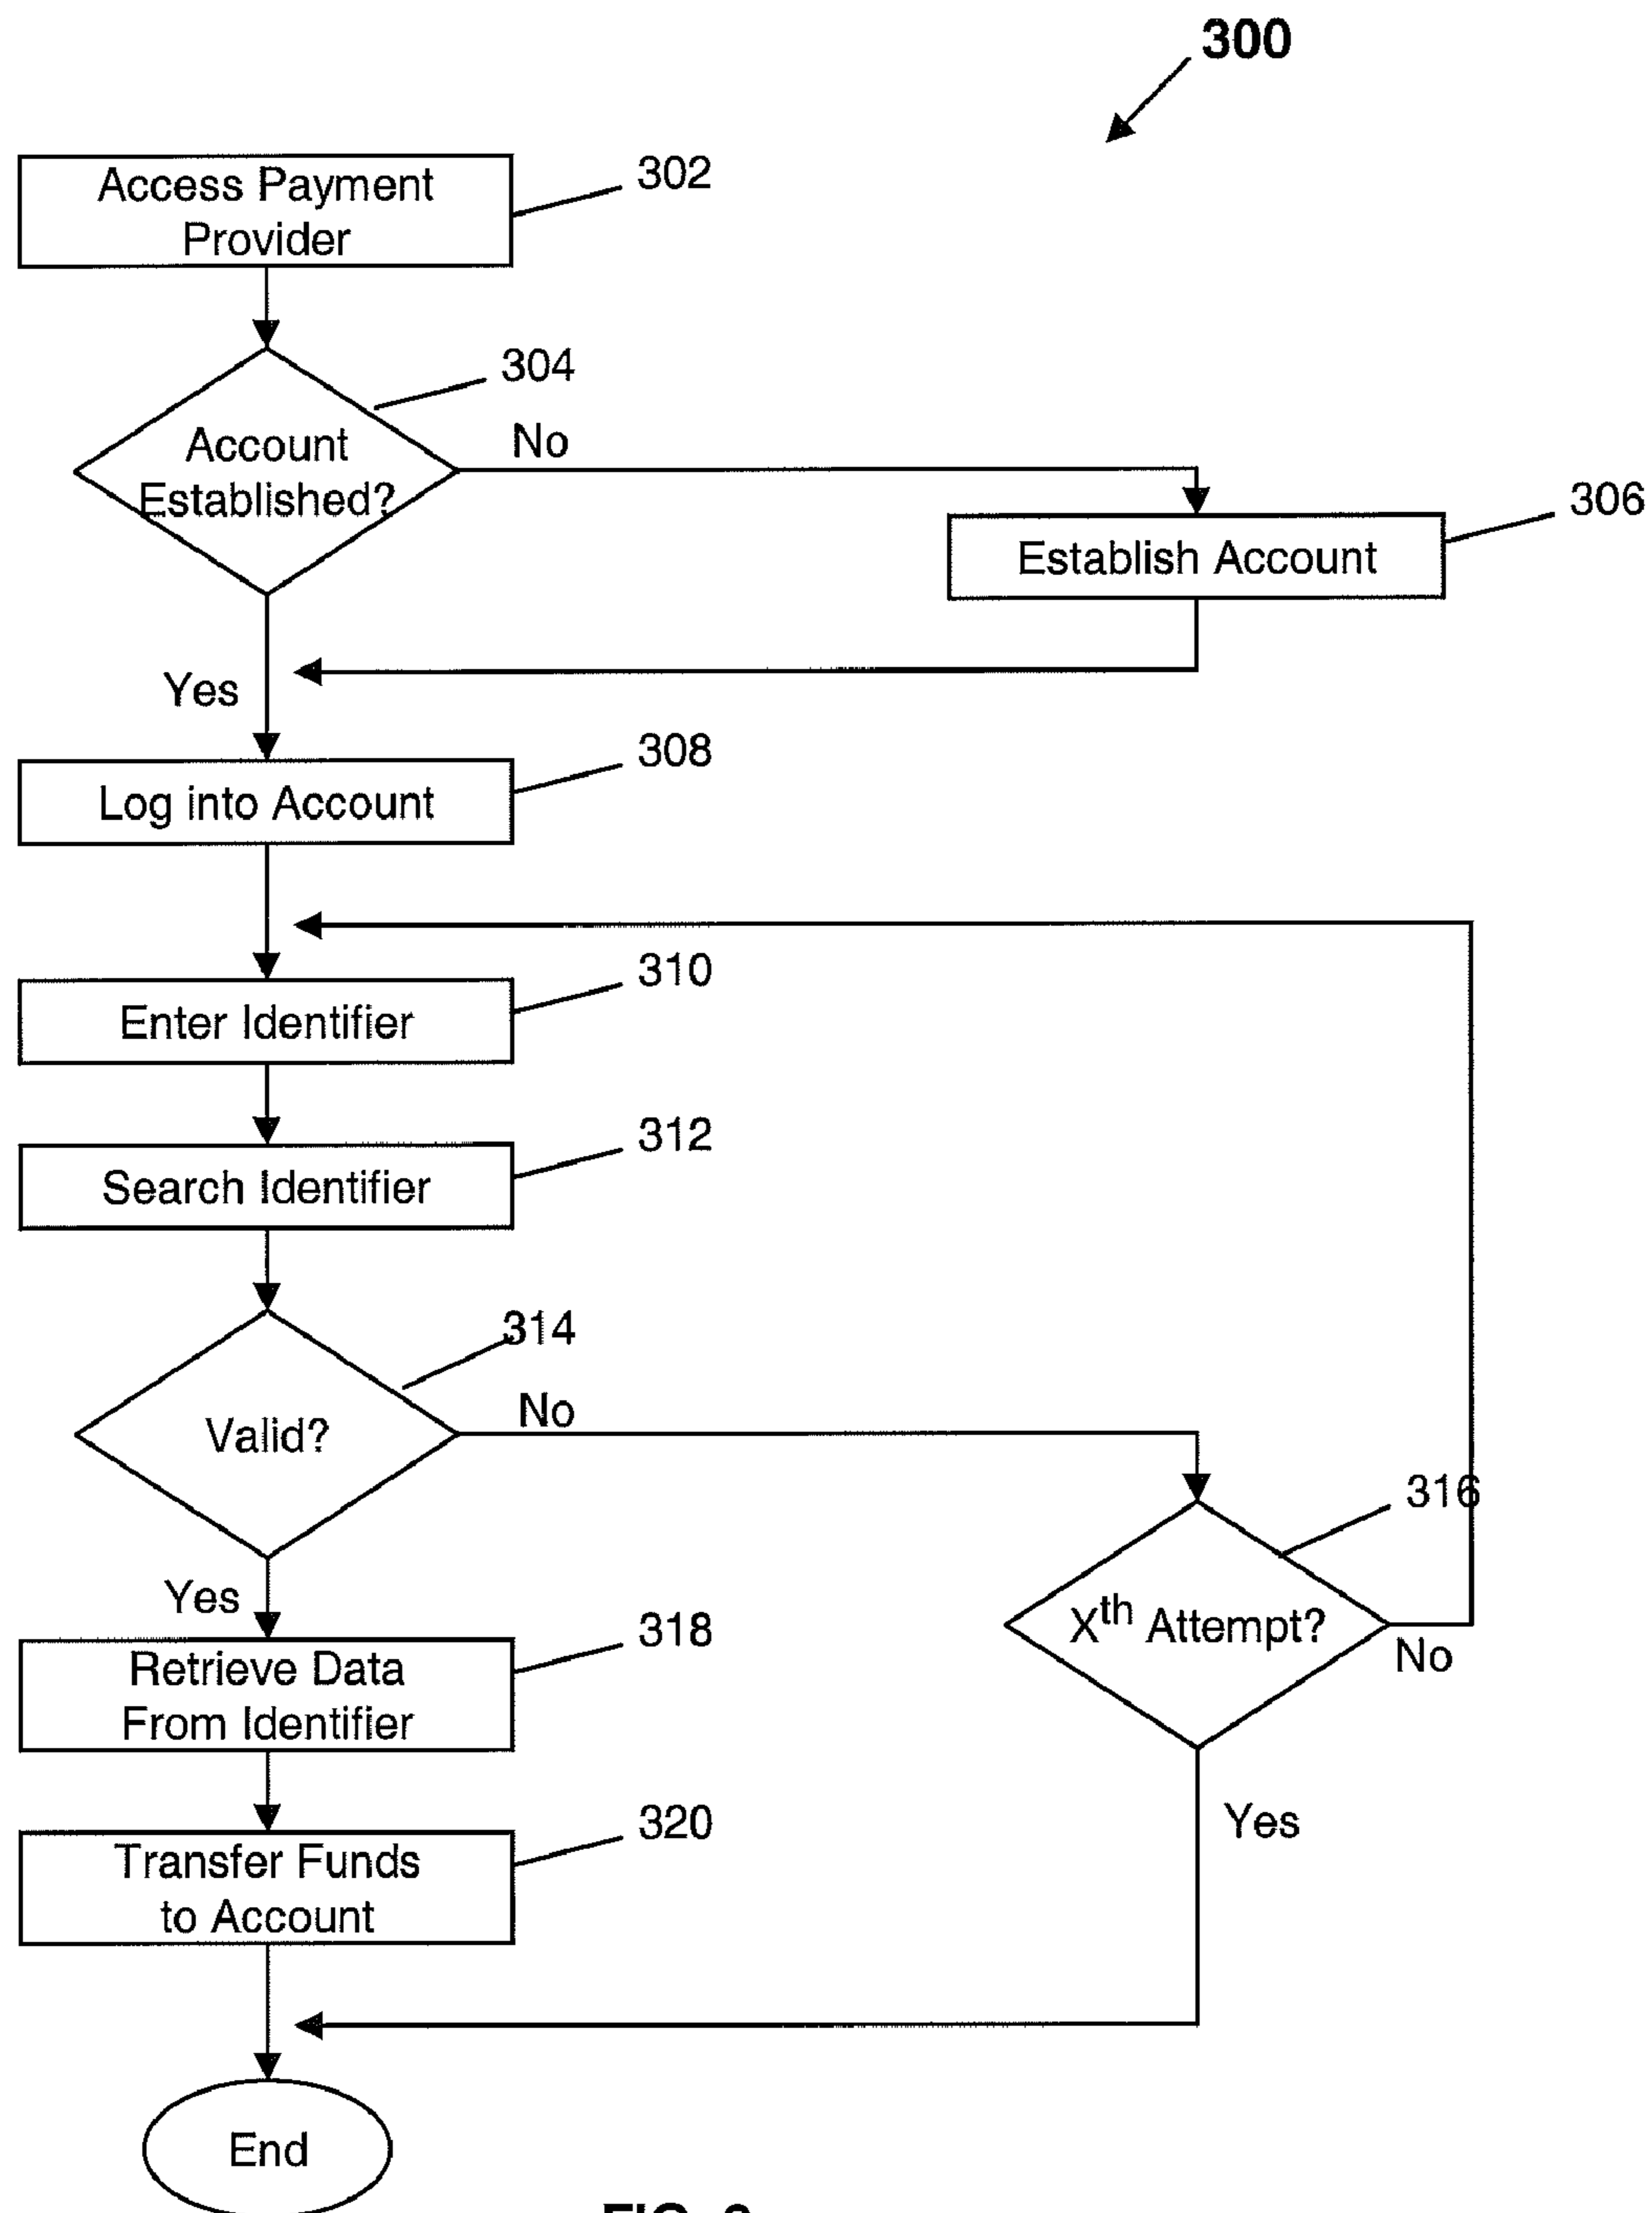 300
Access Payment
Provider
302
304
Account
Established?
No
306
Establish Account
Yes
308
Log into Account
310
Enter Identifier
312
Search Identifier
314
Valid?
No
316
Xth Attempt?
No
Yes
318
Retrieve Data
From Identifier
320
Transfer Funds
to Account
Yes
End
FIG.